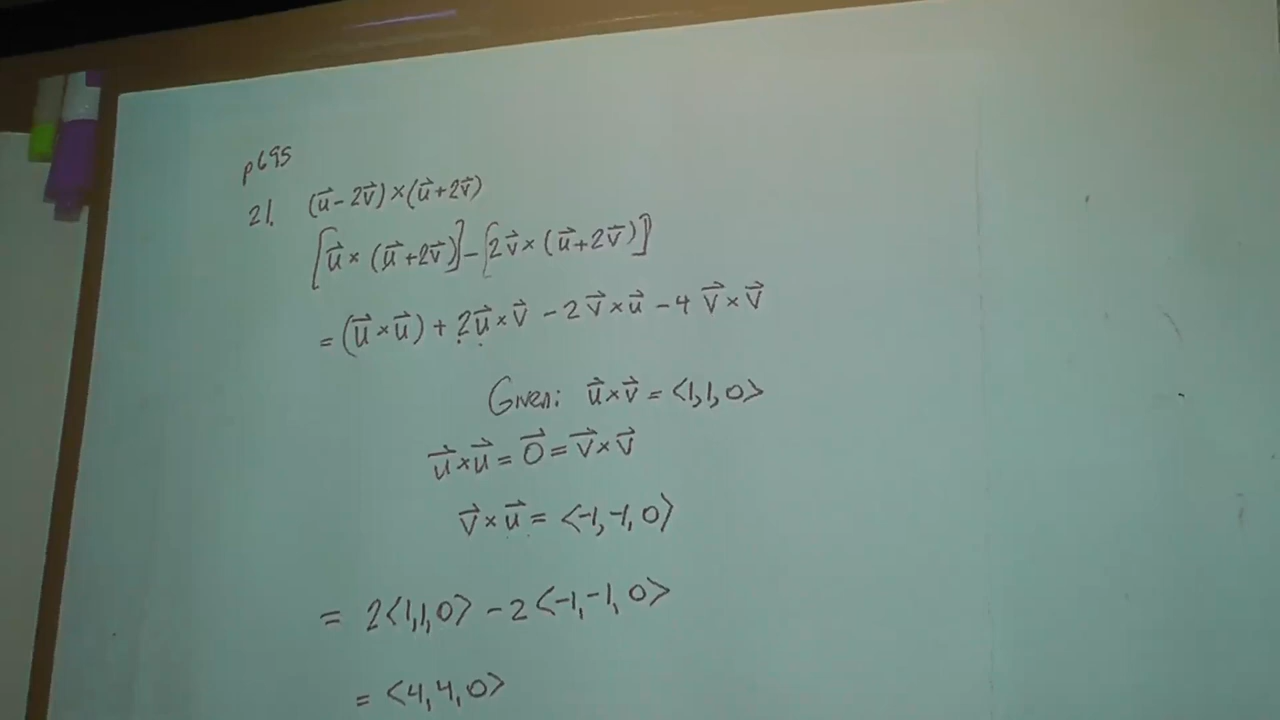 p695
21. (u⃗ - 2v⃗) × (u⃗ + 2v⃗)
[u⃗ × (u⃗ + 2v⃗)] - [2v⃗ × (u⃗ + 2v⃗)]
= (u⃗ × u⃗) + 2u⃗ × v⃗ - 2v⃗ × u⃗ - 4 v⃗ × v⃗
Given: u⃗ × v⃗ = <1,1,0>
u⃗ × u⃗ = 0⃗ = v⃗ × v⃗
v⃗ × u⃗ = <-1,-1,0>
= 2<1,1,0> - 2<-1,-1,0>
= <4,4,0>